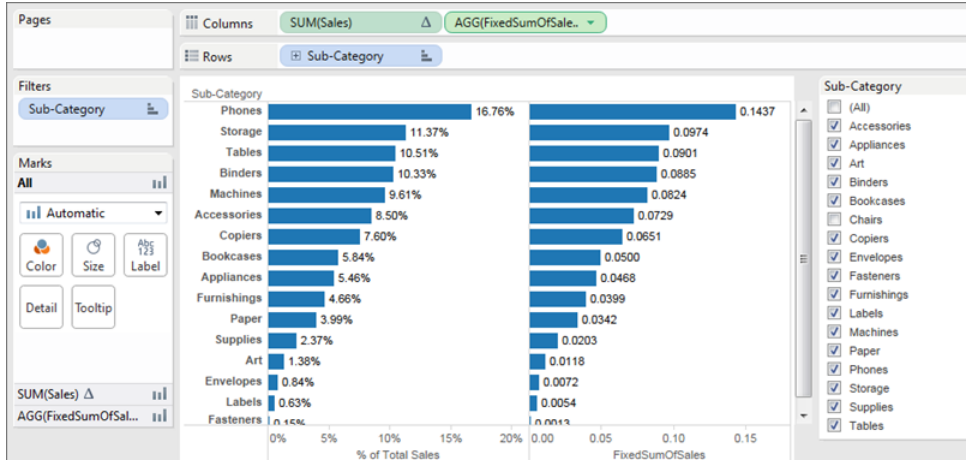 Pages
Columns SUM(Sales) Δ AGG(FixedSumOfSale..
Rows Sub-Category
Filters
Sub-Category
Marks
All
Automatic
Color Size Abc 123 Label
Detail Tooltip
SUM(Sales) Δ
AGG(FixedSumOfSal...
Sub-Category
Phones 16.76% 0.1437
Storage 11.37% 0.0974
Tables 10.51% 0.0901
Binders 10.33% 0.0885
Machines 9.61% 0.0824
Accessories 8.50% 0.0729
Copiers 7.60% 0.0651
Bookcases 5.84% 0.0500
Appliances 5.46% 0.0468
Furnishings 4.66% 0.0399
Paper 3.99% 0.0342
Supplies 2.37% 0.0203
Art 1.38% 0.0118
Envelopes 0.84% 0.0072
Labels 0.63% 0.0054
Fasteners 0.15% 0.0013
0% 5% 10% 15% 20% 0.00 0.05 0.10 0.15
% of Total Sales FixedSumOfSales
Sub-Category
(All)
Accessories
Appliances
Art
Binders
Bookcases
Chairs
Copiers
Envelopes
Fasteners
Furnishings
Labels
Machines
Paper
Phones
Storage
Supplies
Tables